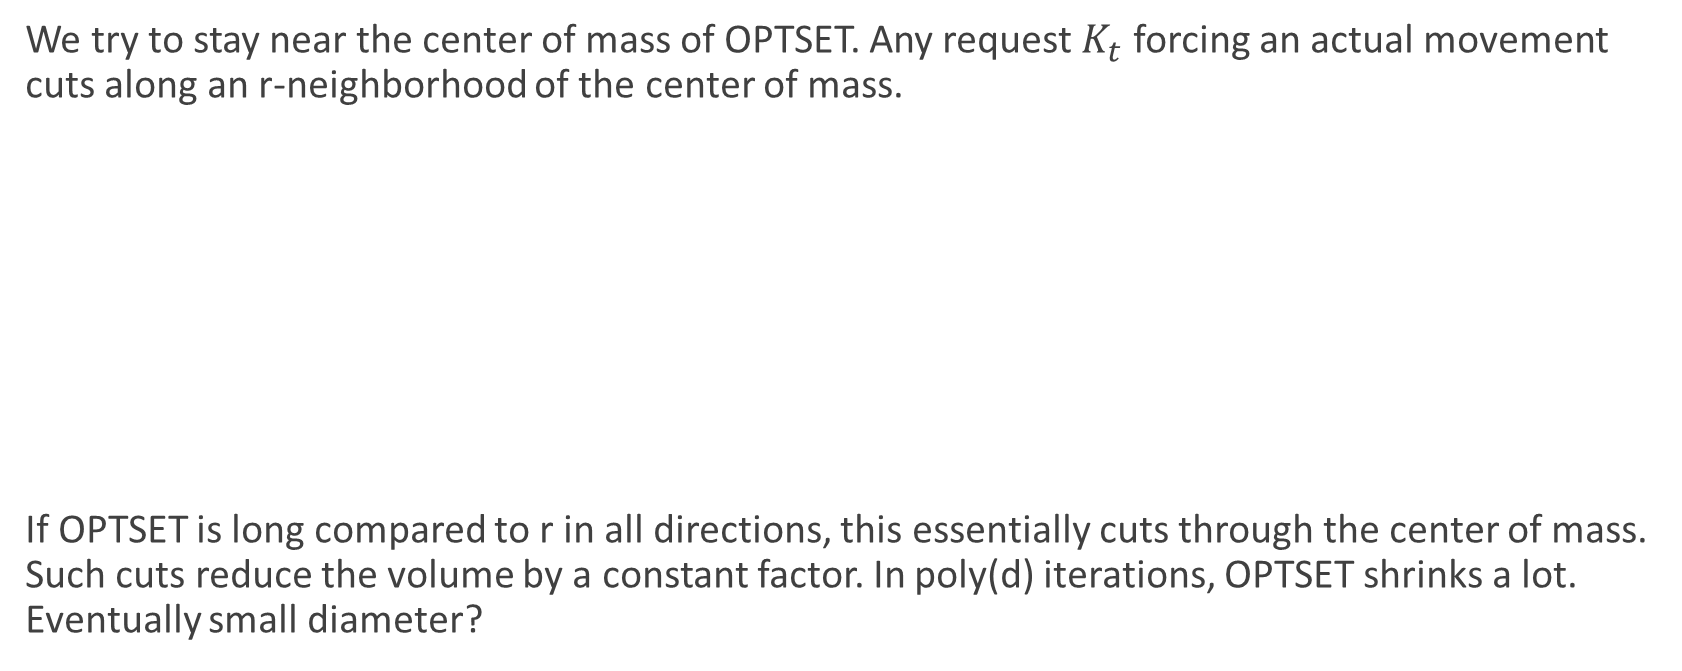 We try to stay near the center of mass of OPTSET. Any request Kₜ forcing an actual movement
cuts along an r-neighborhood of the center of mass.
If OPTSET is long compared to r in all directions, this essentially cuts through the center of mass.
Such cuts reduce the volume by a constant factor. In poly(d) iterations, OPTSET shrinks a lot.
Eventually small diameter?